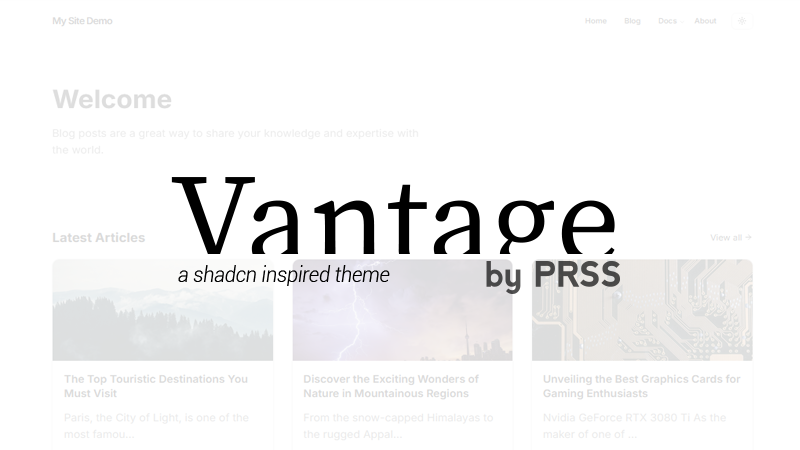 My Site Demo
Home Blog Docs About
Welcome
Blog posts are a great way to share your knowledge and expertise with
the world.
Vantage
Latest Articles
View all →
a shadcn inspired theme
by PRSS
The Top Touristic Destinations You
Must Visit
Paris, the City of Light, is one of the
most famou...
Discover the Exciting Wonders of
Nature in Mountainous Regions
From the snow-capped Himalayas to
the rugged Appal...
Unveiling the Best Graphics Cards for
Gaming Enthusiasts
Nvidia GeForce RTX 3080 Ti As the
maker of one of ...